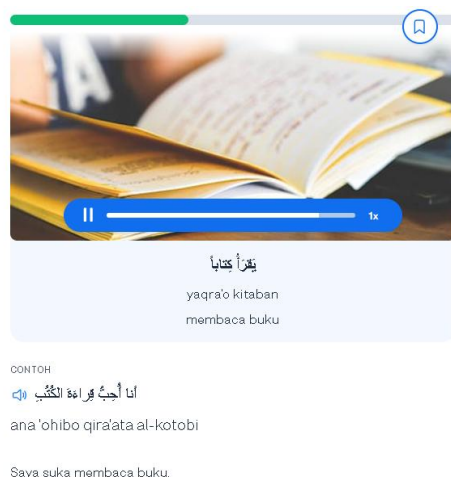 1x
يَقْرَأُ كِتاباً
yaqra'o kitaban
membaca buku
CONTOH
أنا أُحِبُّ قِراءَةَ الكُتُبِ
ana 'ohibo qira'ata al-kotobi
Saya suka membaca buku.